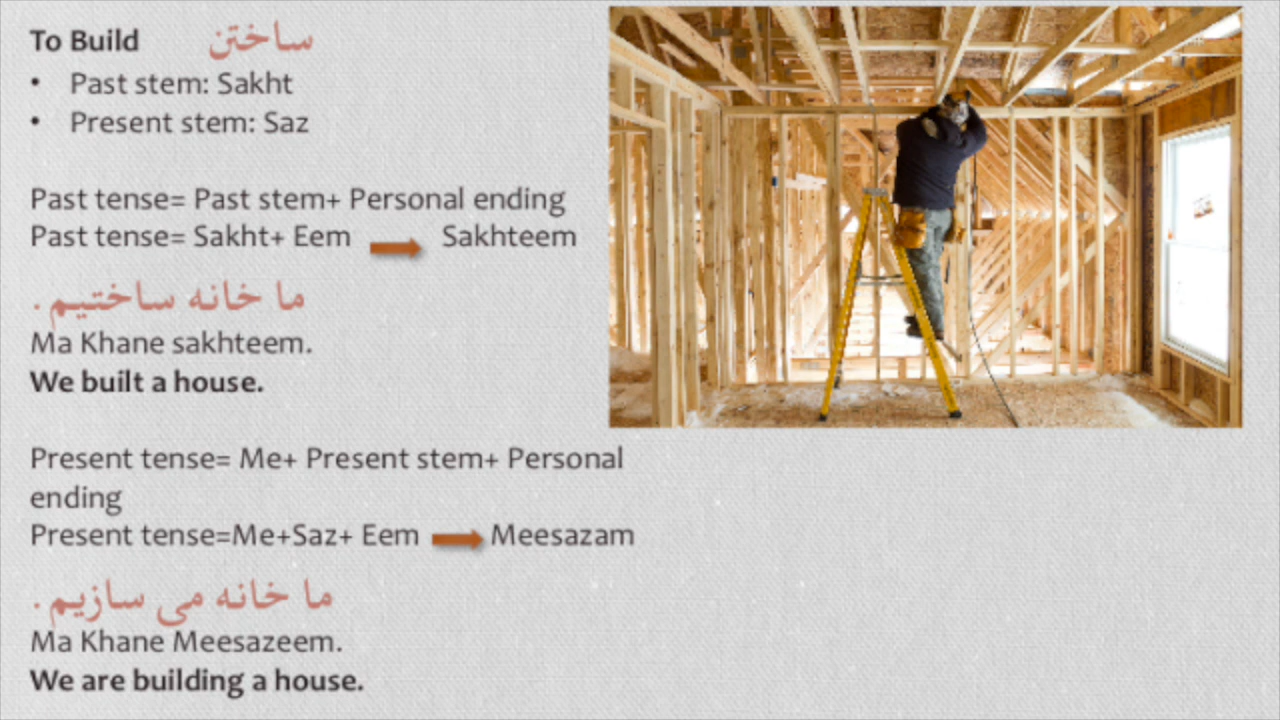 To Build ساختن
• Past stem: Sakht
• Present stem: Saz
Past tense= Past stem+ Personal ending
Past tense= Sakht+ Eem Sakhteem
ما خانه ساختیم.
Ma Khane sakhteem.
We built a house.
Present tense= Me+ Present stem+ Personal
ending
Present tense=Me+Saz+ Eem Meesazam
ما خانه می سازیم.
Ma Khane Meesazeem.
We are building a house.